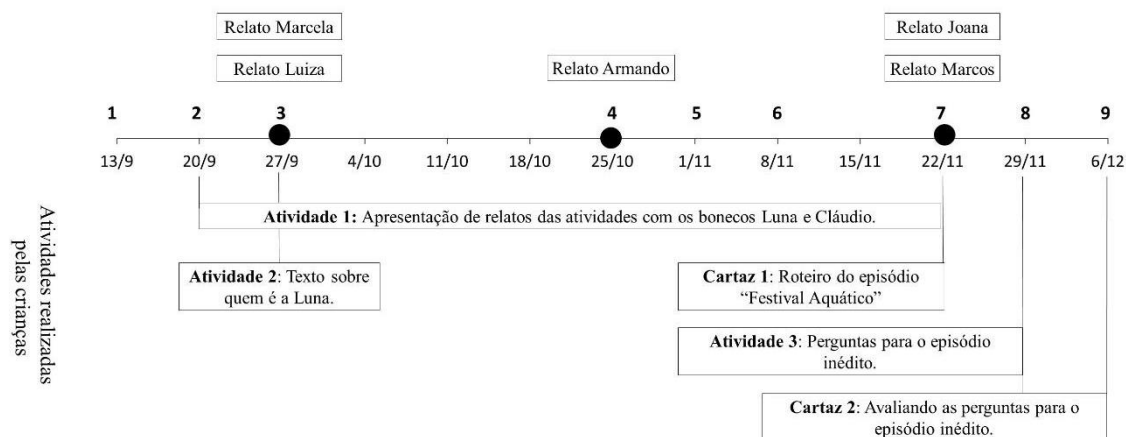 Relato Marcela
Relato Joana
Relato Luiza
Relato Armando
Relato Marcos
1 2 3 4 5 6 7 8 9
13/9 20/9 27/9 4/10 11/10 18/10 25/10 1/11 8/11 15/11 22/11 29/11 6/12
Atividades realizadas
pelas crianças
Atividade 1: Apresentação de relatos das atividades com os bonecos Luna e Cláudio.
Atividade 2: Texto sobre
quem é a Luna.
Cartaz 1: Roteiro do episódio
“Festival Aquático”
Atividade 3: Perguntas para o episódio
inédito.
Cartaz 2: Avaliando as perguntas para o
episódio inédito.